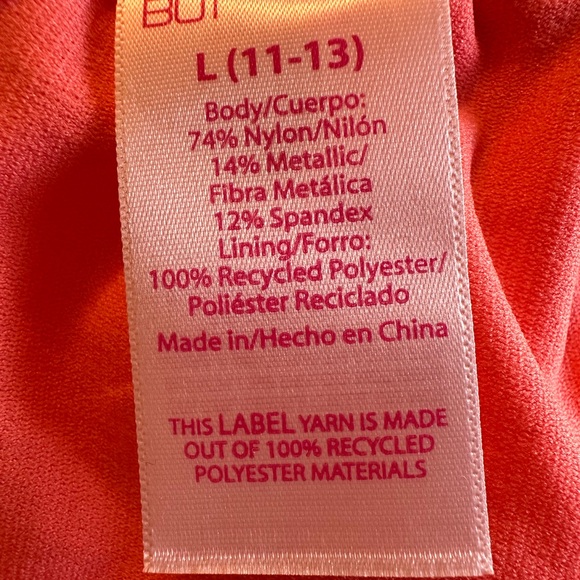 L (11-13)
Body/Cuerpo:
74% Nylon/Nilón
14% Metallic/
Fibra Metálica
12% Spandex
Lining/Forro:
100% Recycled Polyester/
Poliéster Reciclado
Made in/Hecho en China
THIS LABEL YARN IS MADE
OUT OF 100% RECYCLED
POLYESTER MATERIALS